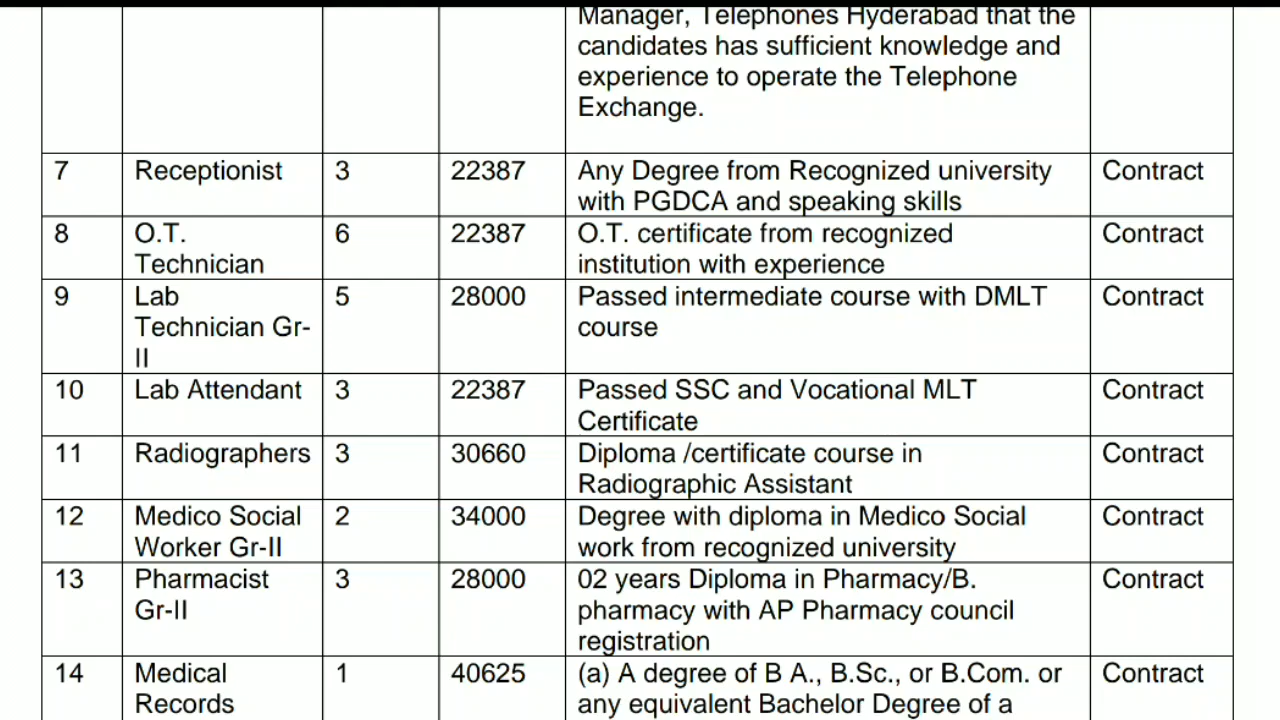 Manager, Telephones Hyderabad that the
candidates has sufficient knowledge and
experience to operate the Telephone
Exchange.
7 Receptionist 3 22387 Any Degree from Recognized university Contract
with PGDCA and speaking skills
8 O.T. 6 22387 O.T. certificate from recognized Contract
Technician institution with experience
9 Lab 5 28000 Passed intermediate course with DMLT Contract
Technician Gr- course
II
10 Lab Attendant 3 22387 Passed SSC and Vocational MLT Contract
Certificate
11 Radiographers 3 30660 Diploma /certificate course in Contract
Radiographic Assistant
12 Medico Social 2 34000 Degree with diploma in Medico Social Contract
Worker Gr-II work from recognized university
13 Pharmacist 3 28000 02 years Diploma in Pharmacy/B. Contract
Gr-II pharmacy with AP Pharmacy council
registration
14 Medical 1 40625 (a) A degree of B A., B.Sc., or B.Com. or Contract
Records any equivalent Bachelor Degree of a